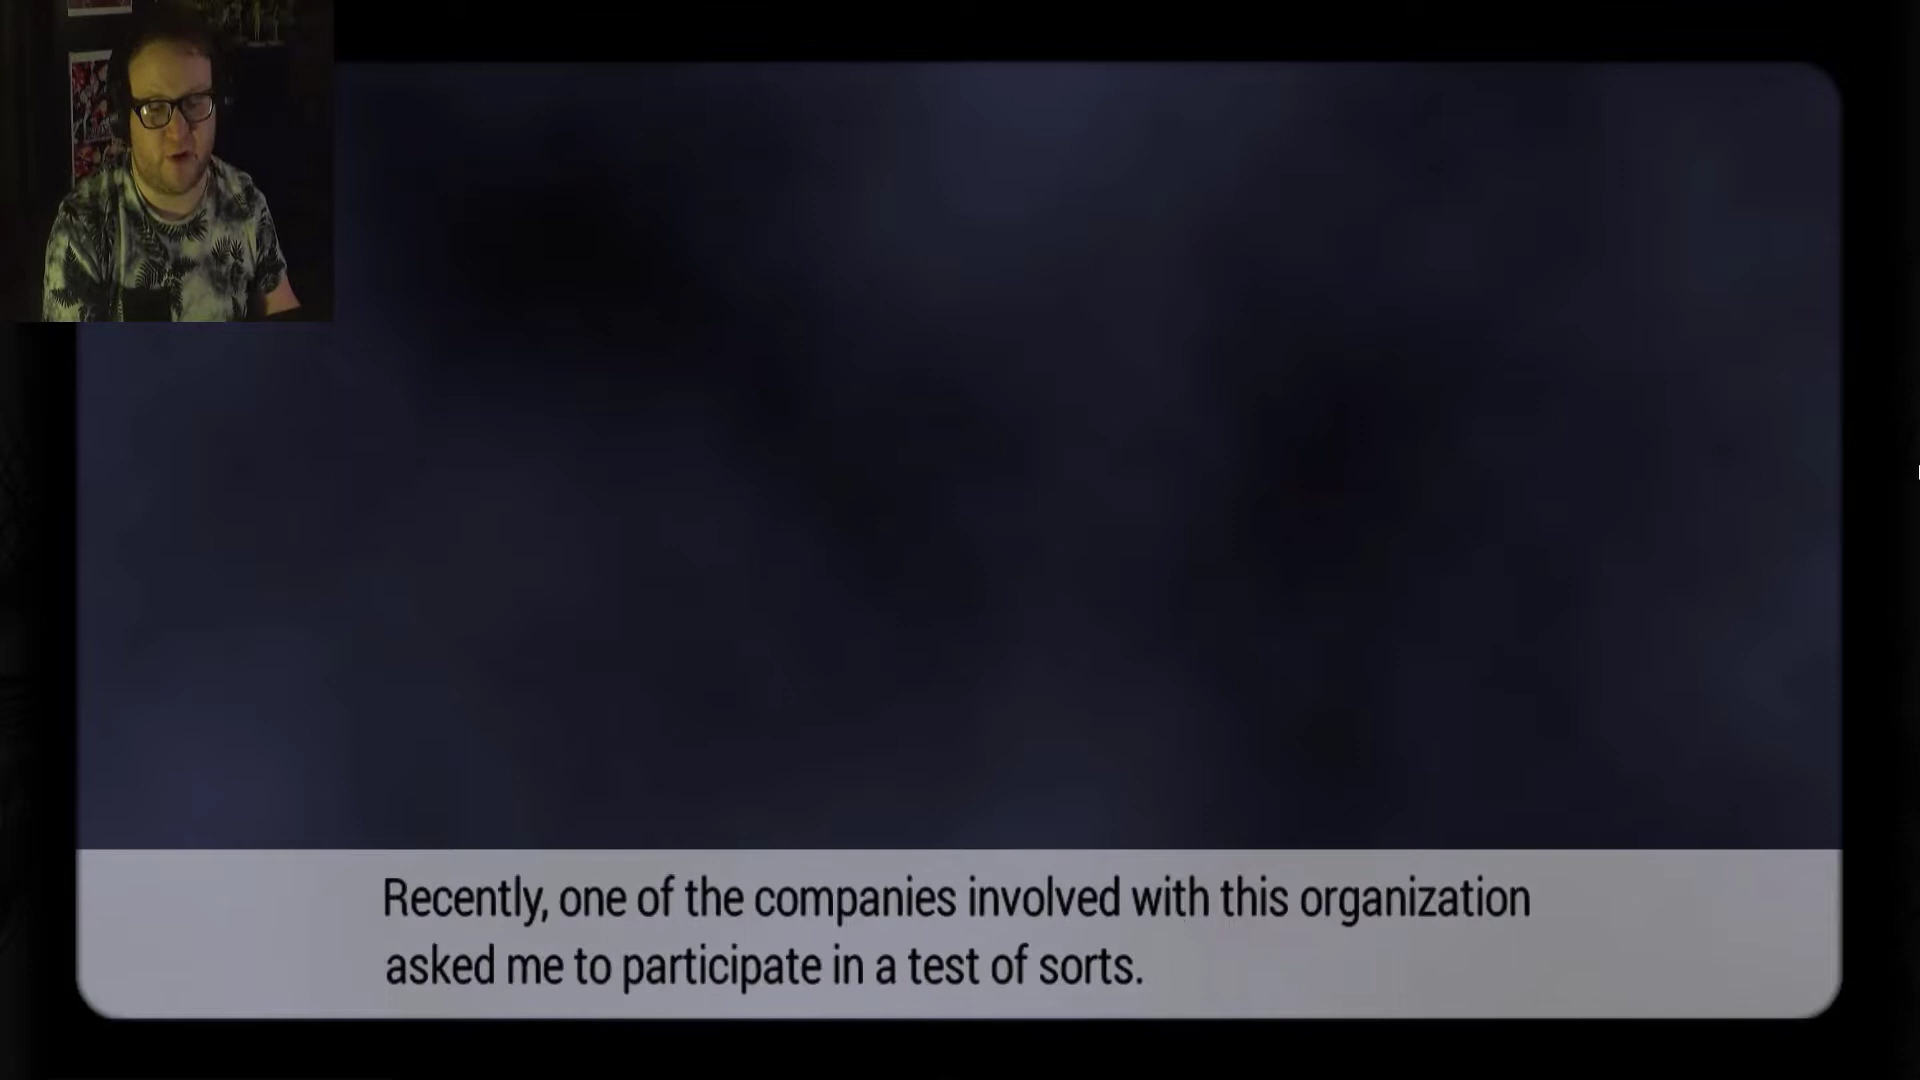 Recently, one of the companies involved with this organization
asked me to participate in a test of sorts.